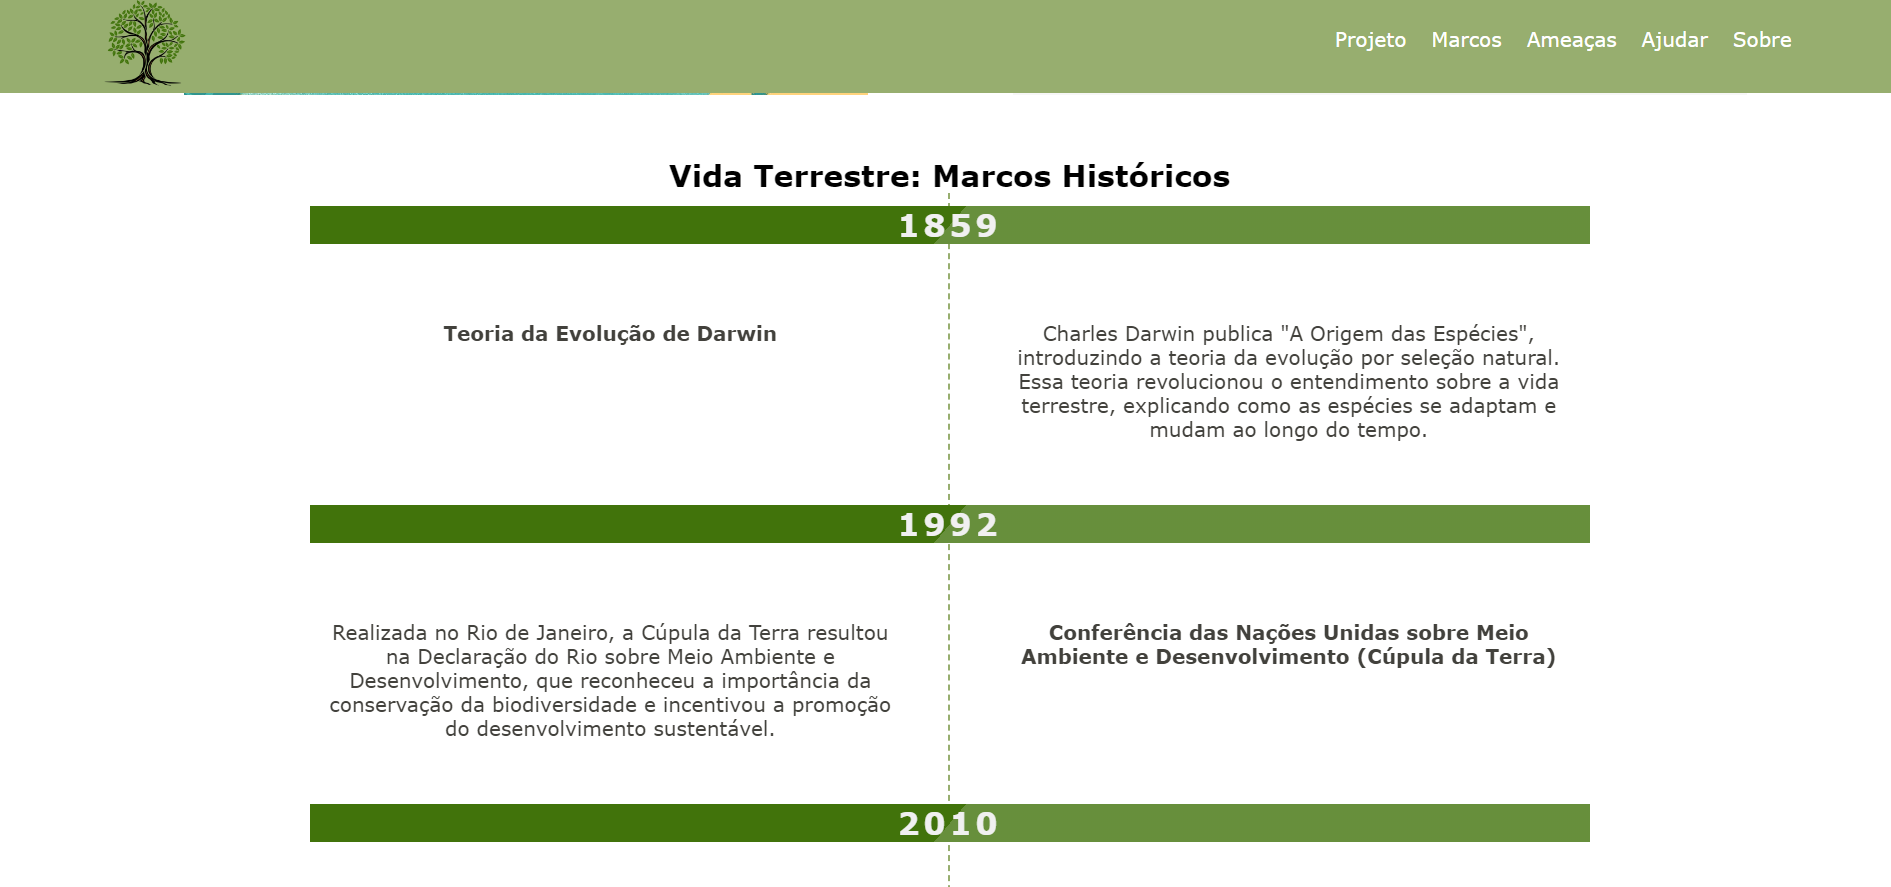 Projeto Marcos Ameaças Ajudar Sobre
Vida Terrestre: Marcos Históricos
1859
Teoria da Evolução de Darwin
Charles Darwin publica "A Origem das Espécies",
introduzindo a teoria da evolução por seleção natural.
Essa teoria revolucionou o entendimento sobre a vida
terrestre, explicando como as espécies se adaptam e
mudam ao longo do tempo.
1992
Realizada no Rio de Janeiro, a Cúpula da Terra resultou
na Declaração do Rio sobre Meio Ambiente e
Desenvolvimento, que reconheceu a importância da
conservação da biodiversidade e incentivou a promoção
do desenvolvimento sustentável.
Conferência das Nações Unidas sobre Meio
Ambiente e Desenvolvimento (Cúpula da Terra)
2010